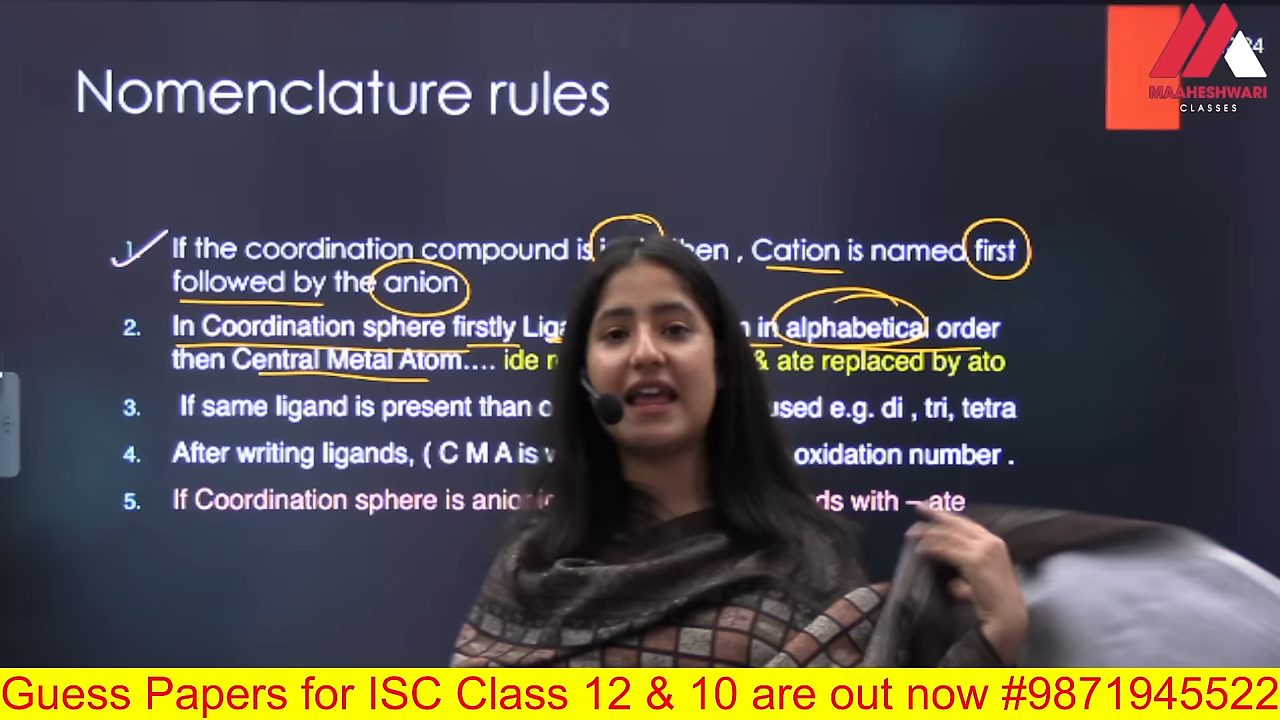 24
MAAHESHWARI
CLASSES
Nomenclature rules
1. If the coordination compound is then , Cation is named first
followed by the anion
2. In Coordination sphere firstly in alphabetical order
then Central Metal Atom.... ide & ate replaced by ato
3. If same ligand is present than used e.g. di , tri, tetra
4. After writing ligands, ( C M A is oxidation number .
5. If Coordination sphere is anionic with – ate
Guess Papers for ISC Class 12 & 10 are out now #9871945522